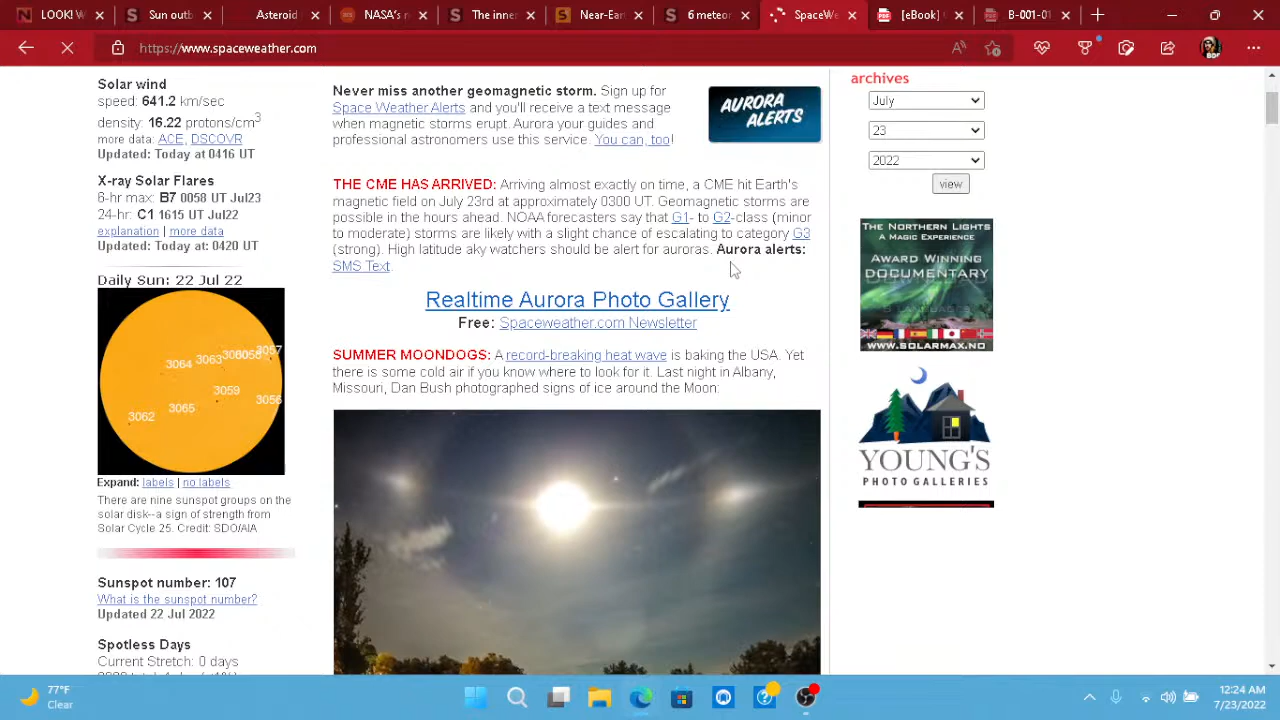 LOOK! W
Sun outb
Asteroid
NASA's n
The inne
Near-Ear
6 meteor
SpaceWe
[eBook]
B-001-01
https://www.spaceweather.com
Solar wind
speed: 641.2 km/sec
density: 16.22 protons/cm3
more data: ACE, DSCOVR
Updated: Today at 0416 UT
X-ray Solar Flares
6-hr max: B7 0058 UT Jul23
24-hr: C1 1615 UT Jul22
explanation | more data
Updated: Today at: 0420 UT
Daily Sun: 22 Jul 22
3057
3063
3064
3059
3056
3065
3062
Expand: labels | no labels
There are nine sunspot groups on the
solar disk--a sign of strength from
Solar Cycle 25. Credit: SDO/AIA
Sunspot number: 107
What is the sunspot number?
Updated 22 Jul 2022
Spotless Days
Current Stretch: 0 days
Never miss another geomagnetic storm. Sign up for
Space Weather Alerts and you'll receive a text message
when magnetic storms erupt. Aurora tour guides and
professional astronomers use this service. You can, too!
AURORA
ALERTS
THE CME HAS ARRIVED: Arriving almost exactly on time, a CME hit Earth's
magnetic field on July 23rd at approximately 0300 UT. Geomagnetic storms are
possible in the hours ahead. NOAA forecasters say that G1- to G2-class (minor
to moderate) storms are likely with a slight chance of escalating to category G3
(strong). High latitude aky watchers should be alert for auroras. Aurora alerts:
SMS Text.
Realtime Aurora Photo Gallery
Free: Spaceweather.com Newsletter
SUMMER MOONDOGS: A record-breaking heat wave is baking the USA. Yet
there is some cold air if you know where to look for it. Last night in Albany,
Missouri, Dan Bush photographed signs of ice around the Moon:
archives
July
23
2022
view
THE NORTHERN LIGHTS
A MAGIC EXPERIENCE
AWARD WINNING
DOCUMENTARY
8 LANGUAGES
WWW.SOLARMAX.NO
YOUNG'S
PHOTO GALLERIES
77°F
Clear
12:24 AM
7/23/2022